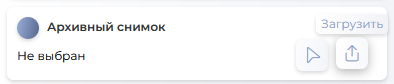 Загрузить
Архивный снимок
Не выбран